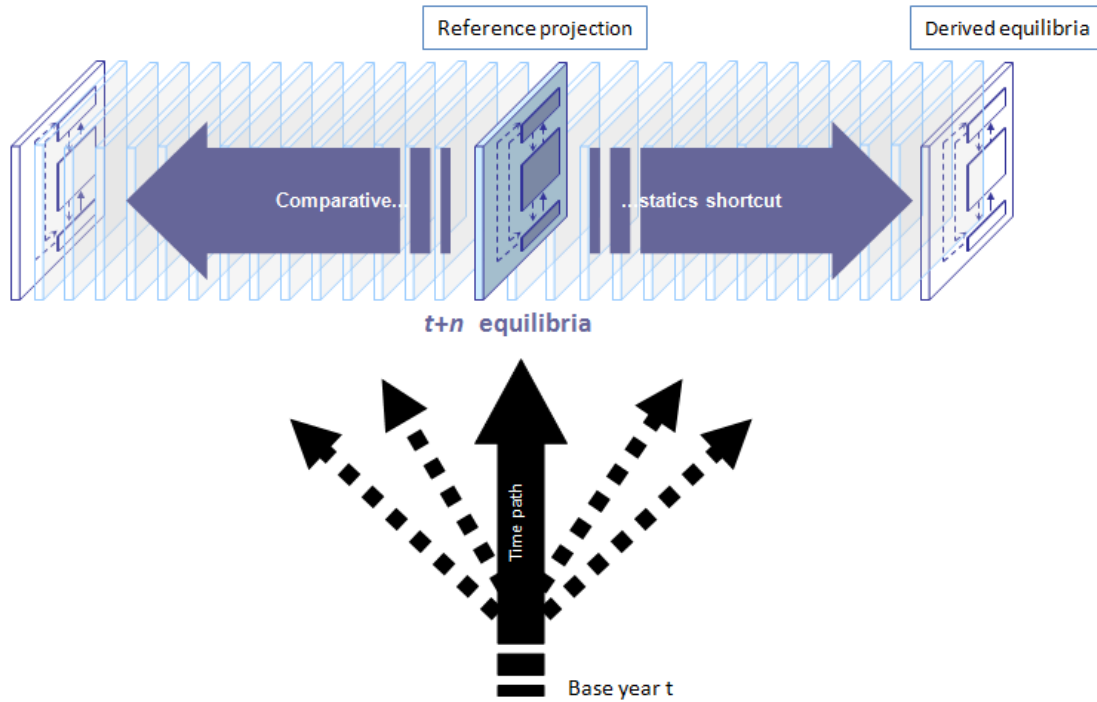 Reference projection
Derived equilibria
Comparative...
...statics shortcut
t+n equilibria
Time path
Base year t